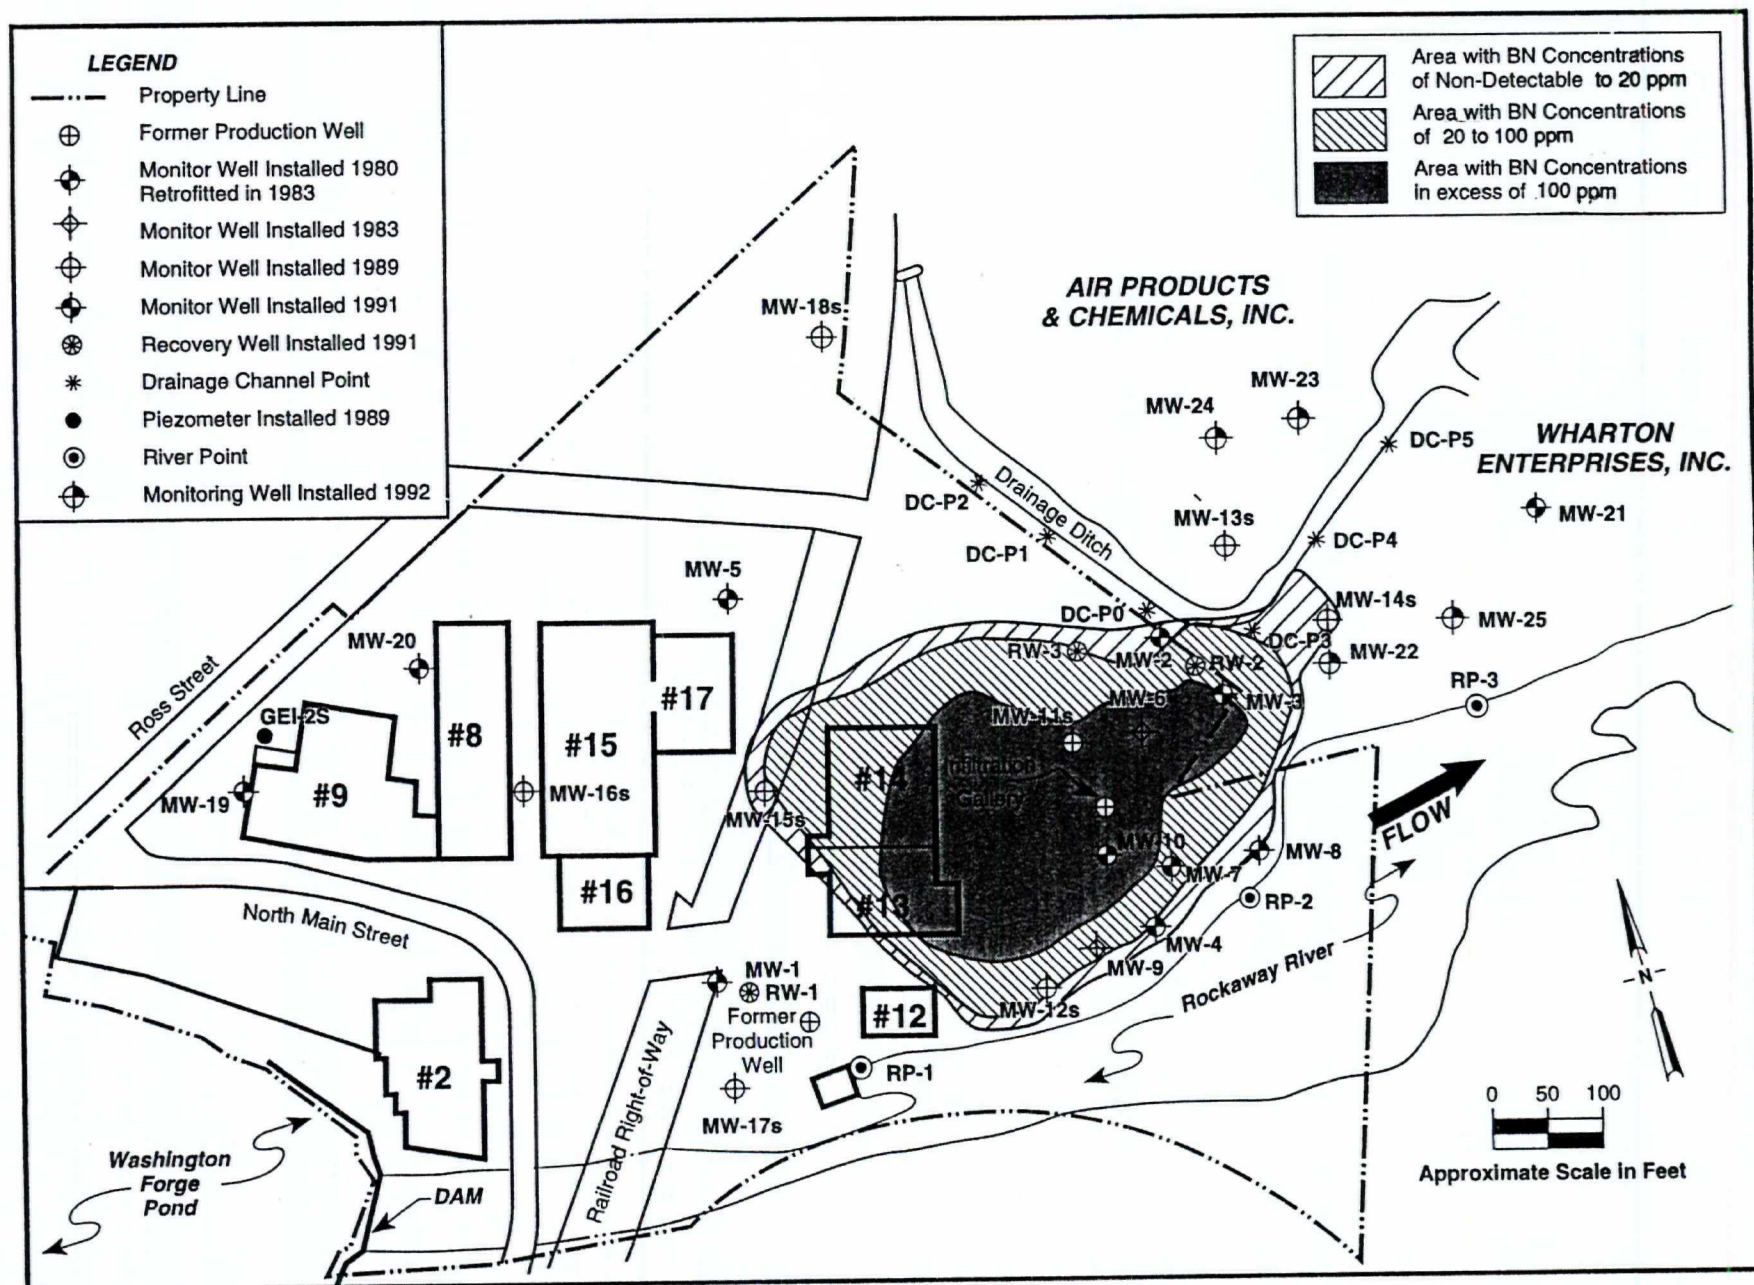 LEGEND
Property Line
Former Production Well
Monitor Well Installed 1980
Retrofitted in 1983
Monitor Well Installed 1983
Monitor Well Installed 1989
Monitor Well Installed 1991
Recovery Well Installed 1991
Drainage Channel Point
Piezometer Installed 1989
River Point
Monitoring Well Installed 1992
Area with BN Concentrations
of Non-Detectable to 20 ppm
Area with BN Concentrations
of 20 to 100 ppm
Area with BN Concentrations
in excess of 100 ppm
AIR PRODUCTS
& CHEMICALS, INC.
MW-18s
MW-23
MW-24
DC-P5
WHARTON
ENTERPRISES, INC.
DC-P2
Drainage Ditch
MW-13s
MW-21
DC-P1
DC-P4
MW-5
DC-P0
MW-14s
MW-25
MW-20
DC-P3
RW-3
MW-2
RW-2
MW-22
Ross Street
#17
MW-6
MW-3
RP-3
GEI-2S
#8
#15
MW-11s
#14
Infiltration
Gallery
MW-19
#9
MW-16s
MW-15s
FLOW
MW-10
MW-8
MW-7
#16
#13
RP-2
North Main Street
MW-4
MW-9
Rockaway River
N
MW-1
RW-1
Former
Production
Well
#12
MW-12s
#2
RP-1
MW-17s
Railroad Right-of-Way
0 50 100
Approximate Scale in Feet
Washington
Forge
Pond
DAM